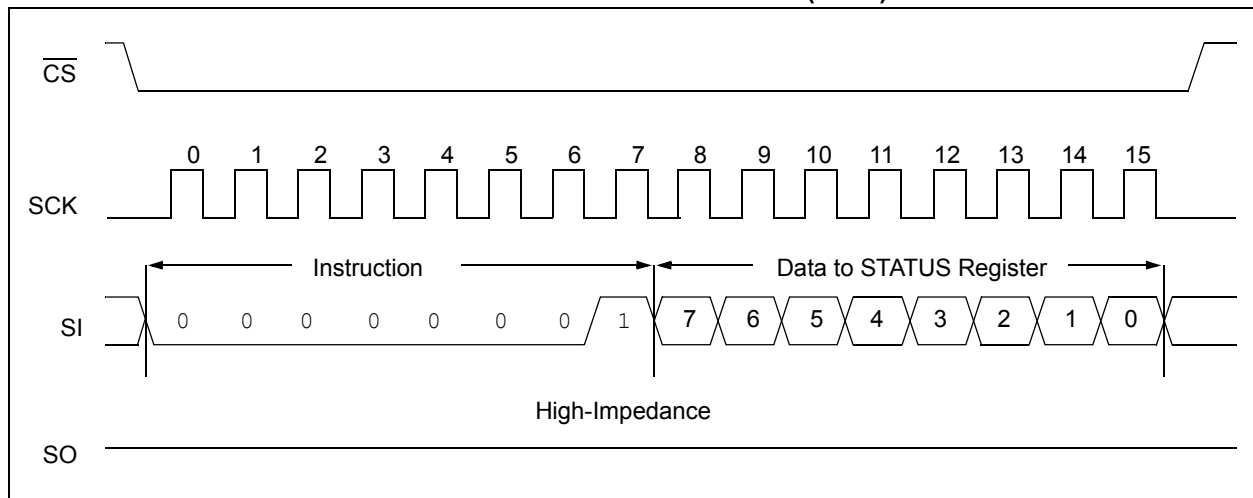 CS
0 1 2 3 4 5 6 7 8 9 10 11 12 13 14 15
SCK
Instruction Data to STATUS Register
SI 0 0 0 0 0 0 0 1 7 6 5 4 3 2 1 0
High-Impedance
SO